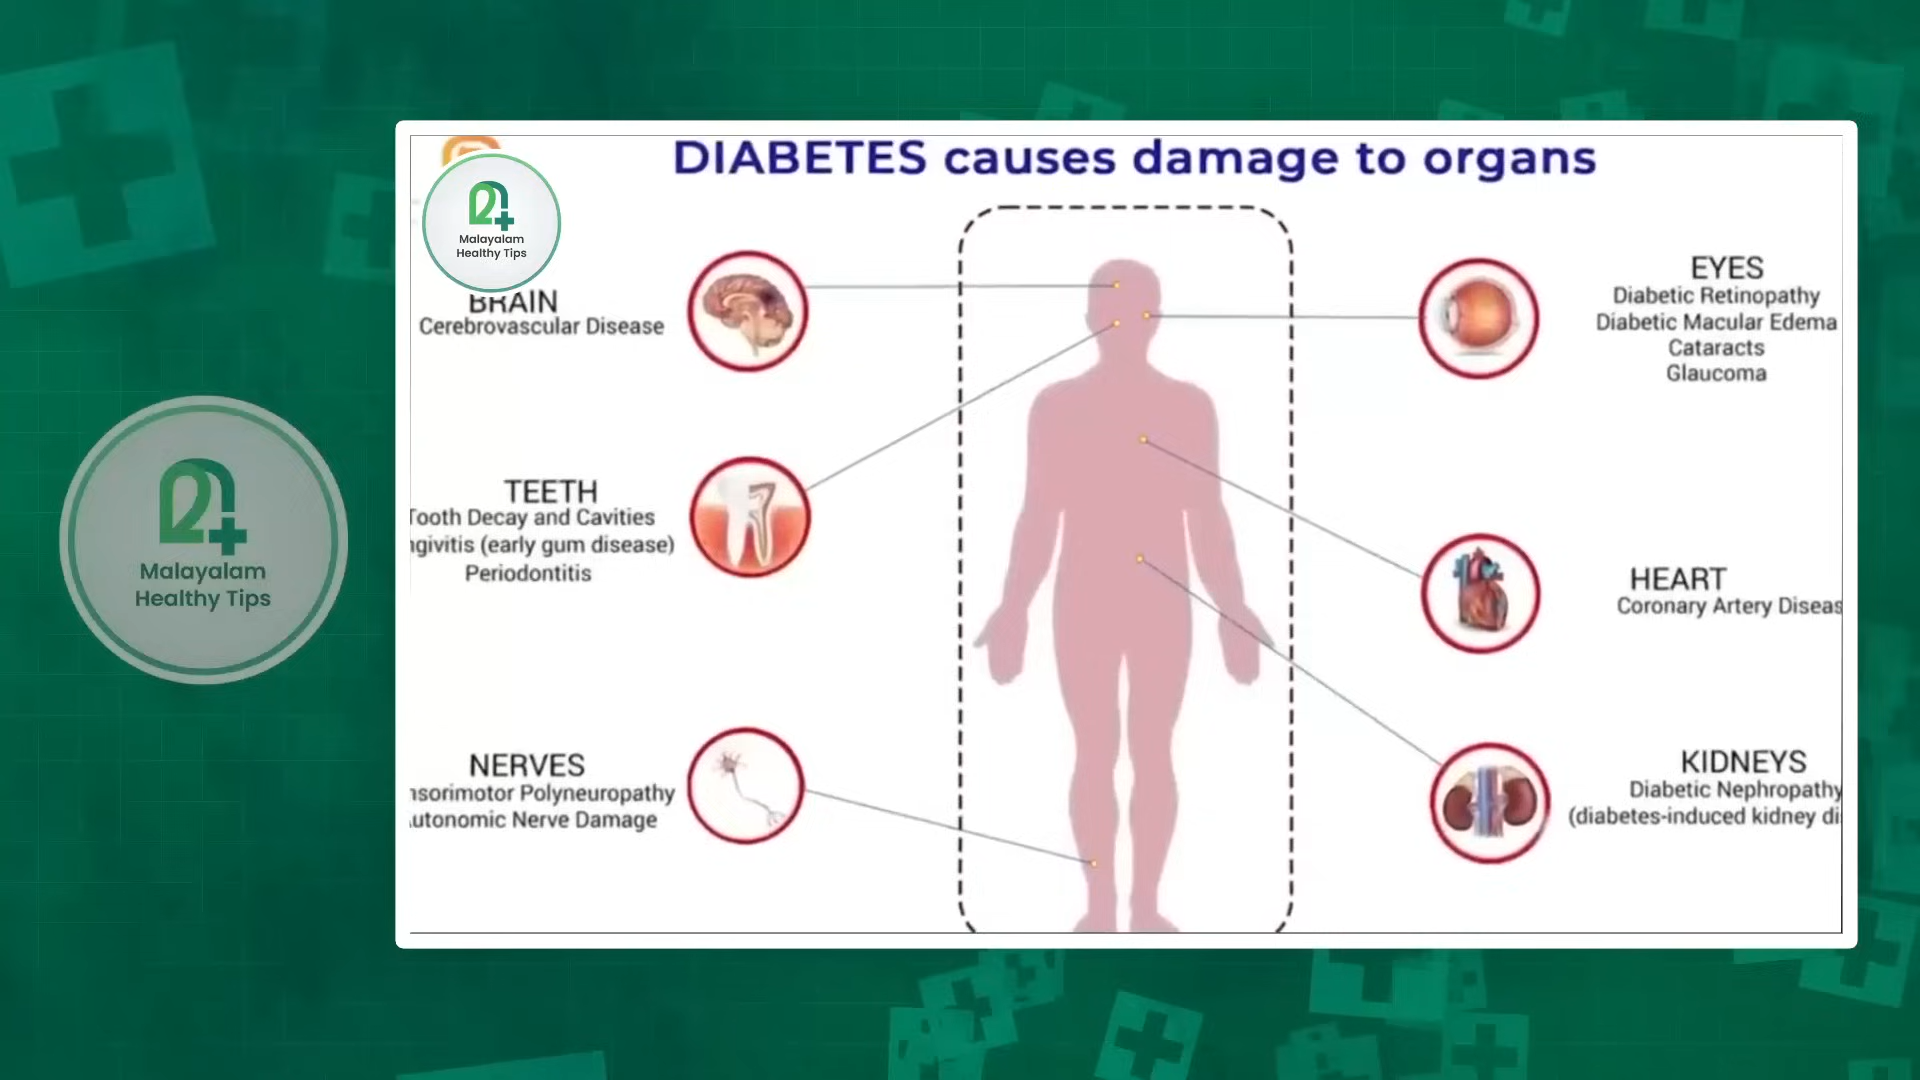 DIABETES causes damage to organs
Malayalam
Healthy Tips
BRAIN
Cerebrovascular Disease
TEETH
Tooth Decay and Cavities
ngivitis (early gum disease)
Periodontitis
NERVES
nsorimotor Polyneuropathy
utonomic Nerve Damage
EYES
Diabetic Retinopathy
Diabetic Macular Edema
Cataracts
Glaucoma
HEART
Coronary Artery Diseas
KIDNEYS
Diabetic Nephropathy
(diabetes-induced kidney di
Malayalam
Healthy Tips